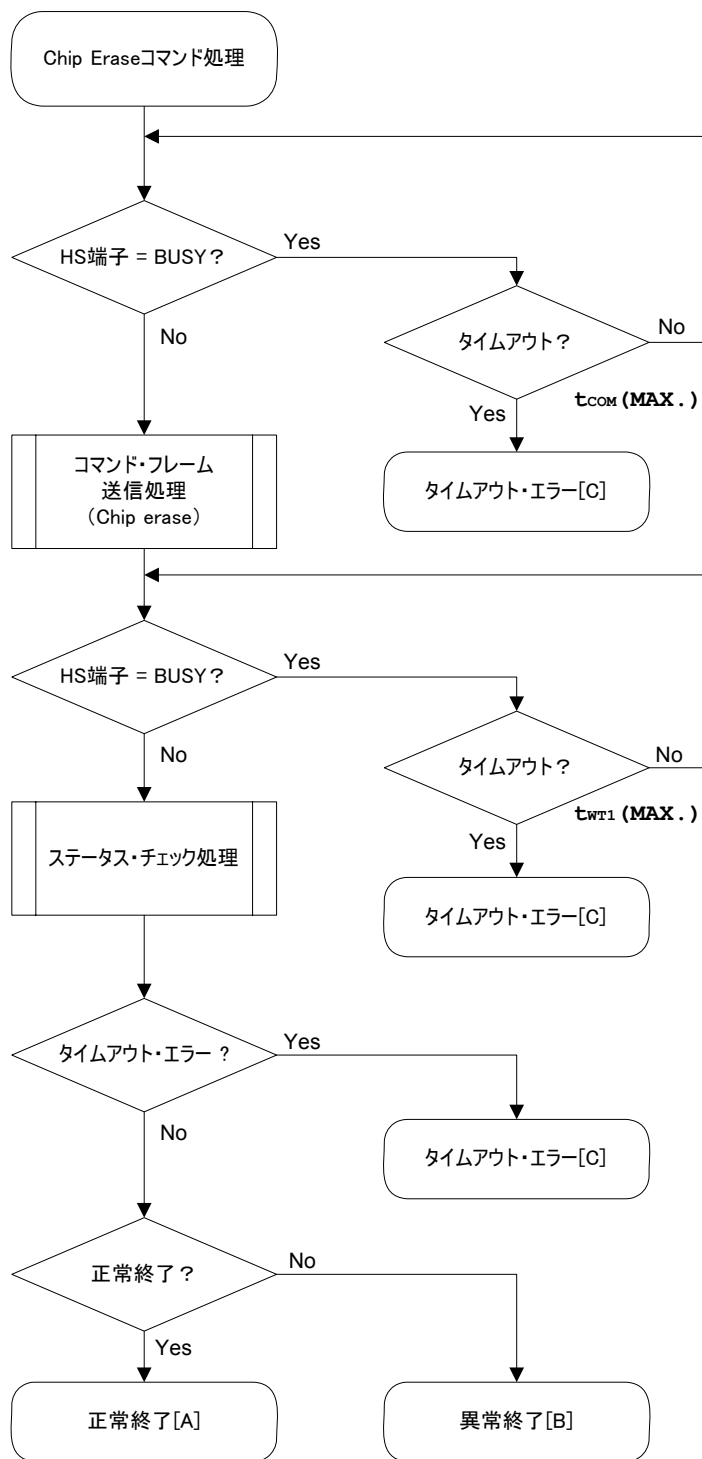 Chip Eraseコマンド処理
HS端子 = BUSY?
Yes
No
タイムアウト?
No
Yes
tCOM(MAX.)
タイムアウト・エラー[C]
コマンド・フレーム
送信処理
(Chip erase)
HS端子 = BUSY?
Yes
No
タイムアウト?
No
Yes
tWT1(MAX.)
タイムアウト・エラー[C]
ステータス・チェック処理
タイムアウト・エラー ?
Yes
No
タイムアウト・エラー[C]
正常終了?
No
Yes
正常終了[A]
異常終了[B]